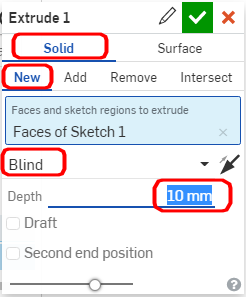 Extrude 1
Solid Surface
New Add Remove Intersect
Faces and sketch regions to extrude
Faces of Sketch 1
Blind
Depth 10 mm
Draft
Second end position